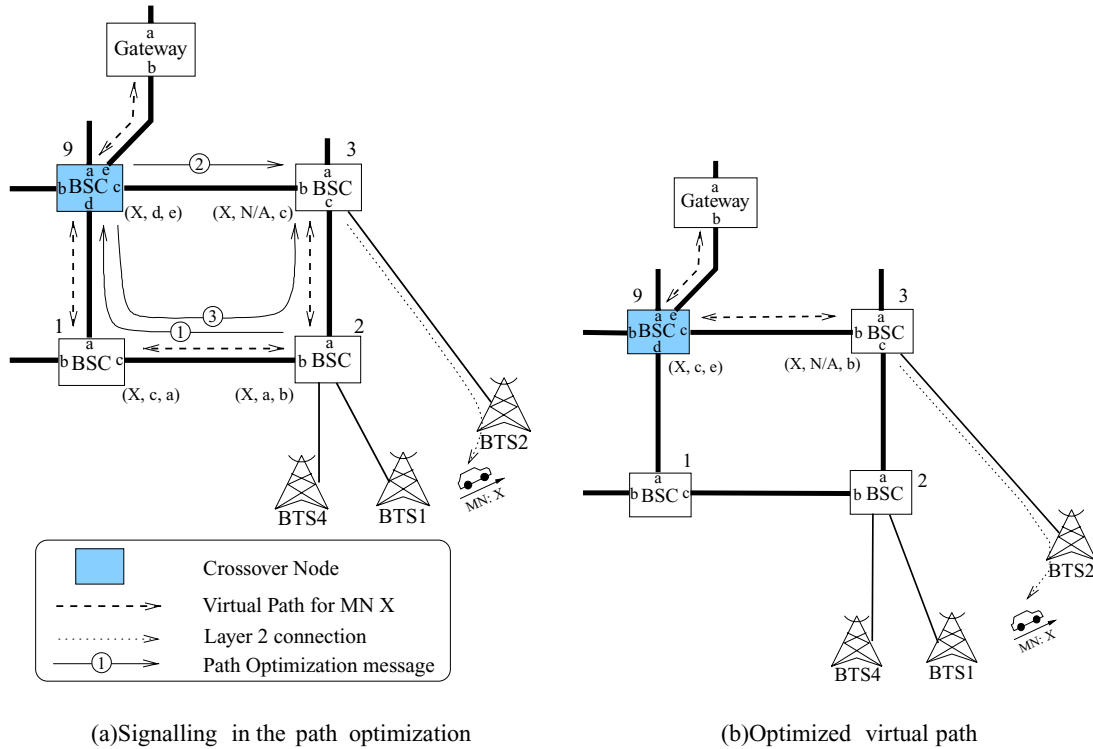 a
Gateway
b
9
3
a e
b BSC c
d
2
a
BSC
c
(X, d, e)
(X, N/A, c)
3
1
1
2
a
b BSC c
a
b BSC
(X, c, a)
(X, a, b)
BTS2
MN: X
BTS4
BTS1
Crossover Node
Virtual Path for MN X
Layer 2 connection
1
Path Optimization message
(a)Signalling in the path optimization
a
Gateway
b
9
3
a e
b BSC c
d
a
b BSC
c
(X, c, e)
(X, N/A, b)
1
2
a
b BSC c
a
b BSC
BTS2
MN: X
BTS4
BTS1
(b)Optimized virtual path